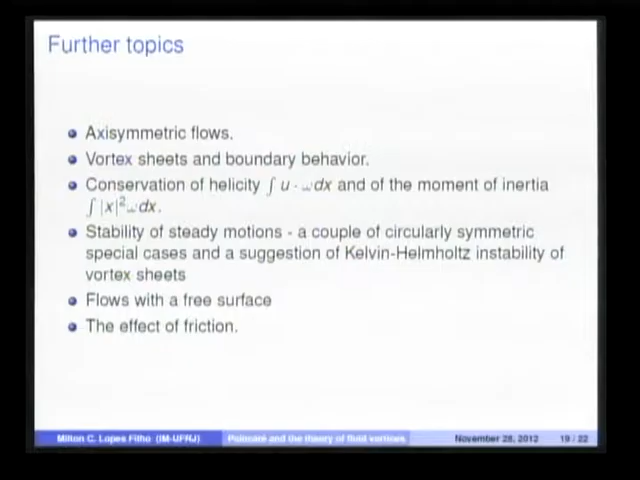 Further topics
Axisymmetric flows.
Vortex sheets and boundary behavior.
Conservation of helicity ∫ u · ωdx and of the moment of inertia
∫ |x|²ωdx.
Stability of steady motions - a couple of circularly symmetric
special cases and a suggestion of Kelvin-Helmholtz instability of
vortex sheets
Flows with a free surface
The effect of friction.
Milton C. Lopes Filho (IM-UFRJ) Poincaré and the theory of fluid vortices November 28, 2012 19 / 22